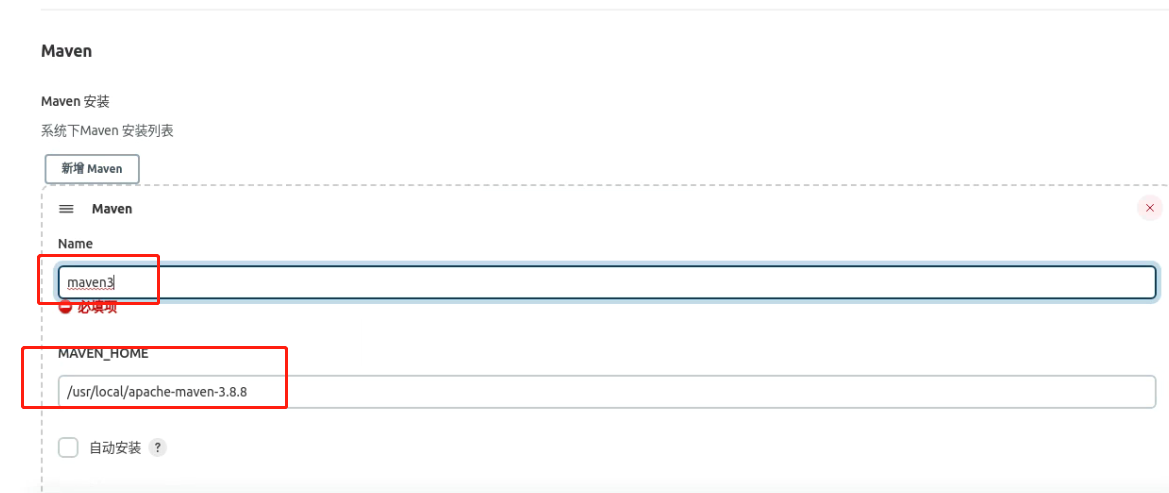 Maven
Maven 安装
系统下Maven 安装列表
新增 Maven
Maven
Name
maven3
必填项
MAVEN_HOME
/usr/local/apache-maven-3.8.8
自动安装 ?